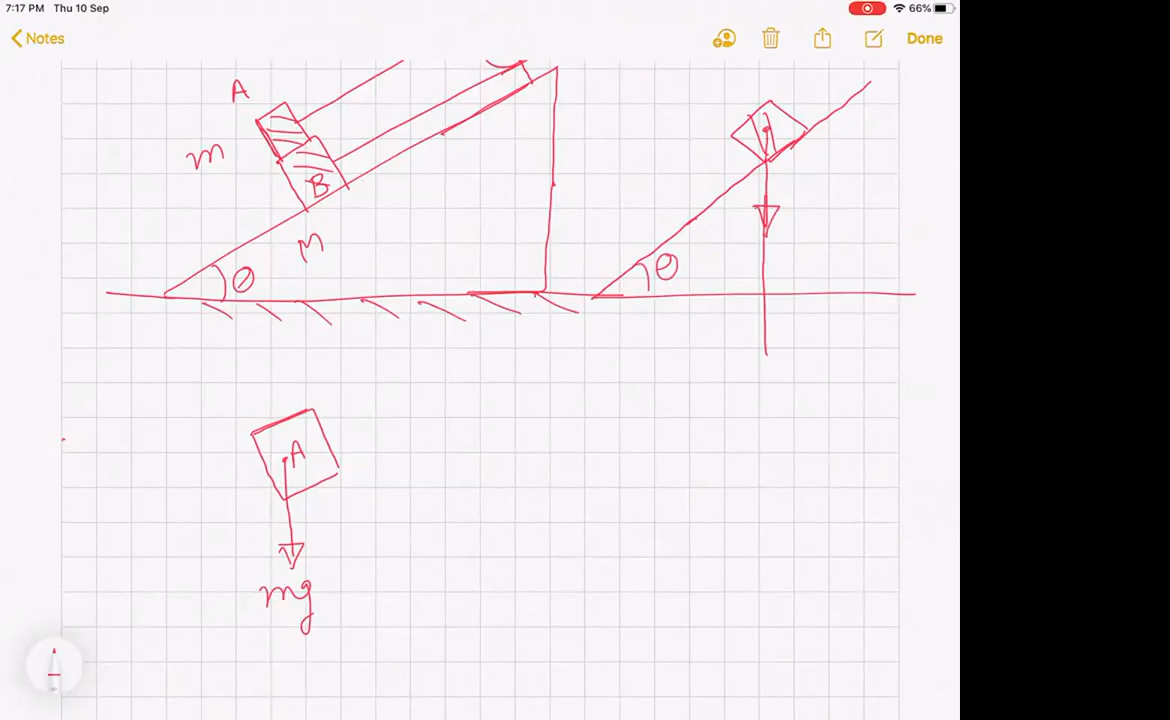 7:17 PM Thu 10 Sep
66%
Notes
Done
A
m
B
M
θ
θ
A
mg